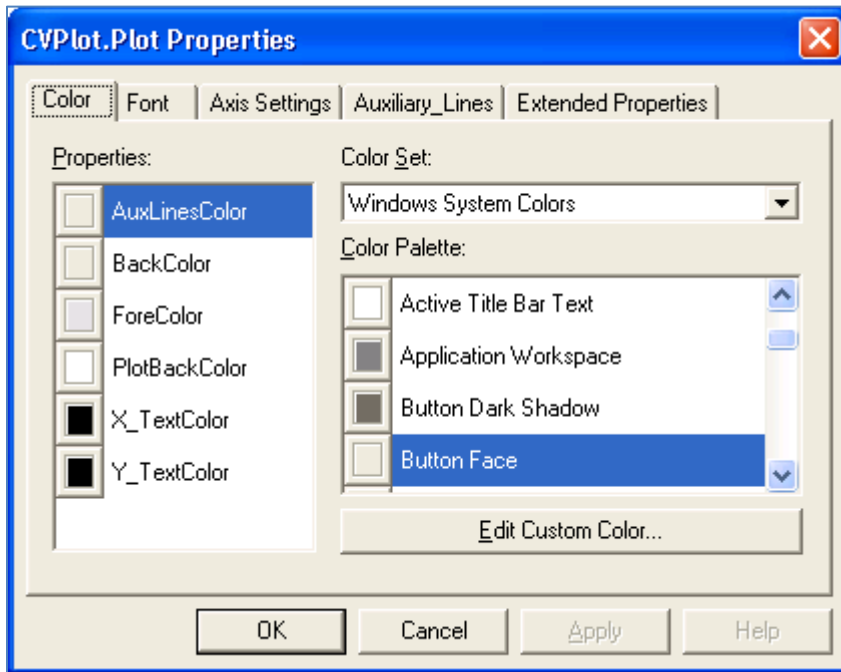 CVPlot.Plot Properties
Color Font Axis Settings Auxiliary_Lines Extended Properties
Properties:
AuxLinesColor
BackColor
ForeColor
PlotBackColor
X_TextColor
Y_TextColor
Color Set:
Windows System Colors
Color Palette:
Active Title Bar Text
Application Workspace
Button Dark Shadow
Button Face
Edit Custom Color...
OK Cancel Apply Help